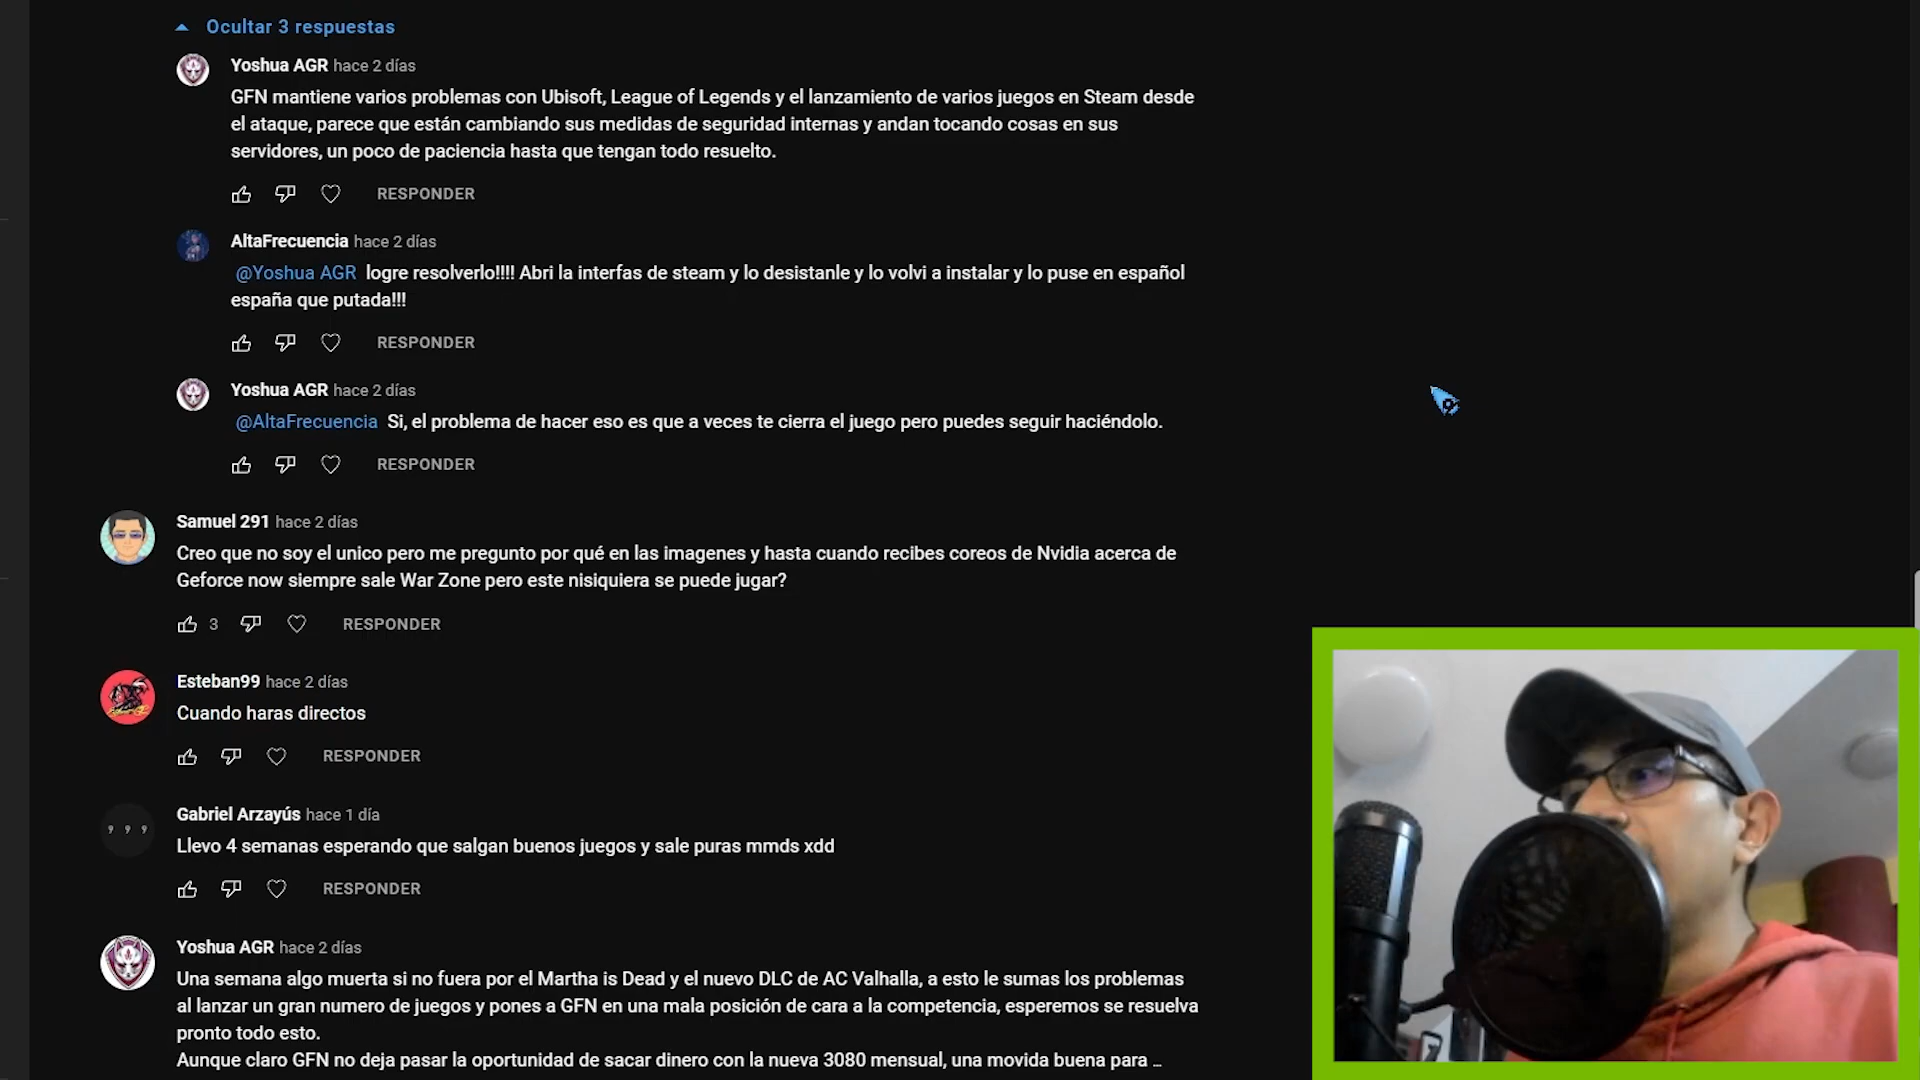 Ocultar 3 respuestas
Yoshua AGR hace 2 días
GFN mantiene varios problemas con Ubisoft, League of Legends y el lanzamiento de varios juegos en Steam desde
el ataque, parece que están cambiando sus medidas de seguridad internas y andan tocando cosas en sus
servidores, un poco de paciencia hasta que tengan todo resuelto.
RESPONDER
AltaFrecuencia hace 2 días
@Yoshua AGR logre resolverlo!!!! Abri la interfas de steam y lo desistanle y lo volvi a instalar y lo puse en español
españa que putada!!!
RESPONDER
Yoshua AGR hace 2 días
@AltaFrecuencia Si, el problema de hacer eso es que a veces te cierra el juego pero puedes seguir haciéndolo.
RESPONDER
Samuel 291 hace 2 días
Creo que no soy el unico pero me pregunto por qué en las imagenes y hasta cuando recibes coreos de Nvidia acerca de
Geforce now siempre sale War Zone pero este nisiquiera se puede jugar?
3 RESPONDER
Esteban99 hace 2 días
Cuando haras directos
RESPONDER
Gabriel Arzayús hace 1 día
Llevo 4 semanas esperando que salgan buenos juegos y sale puras mmds xdd
RESPONDER
Yoshua AGR hace 2 días
Una semana algo muerta si no fuera por el Martha is Dead y el nuevo DLC de AC Valhalla, a esto le sumas los problemas
al lanzar un gran numero de juegos y pones a GFN en una mala posición de cara a la competencia, esperemos se resuelva
pronto todo esto.
Aunque claro GFN no deja pasar la oportunidad de sacar dinero con la nueva 3080 mensual, una movida buena para ...